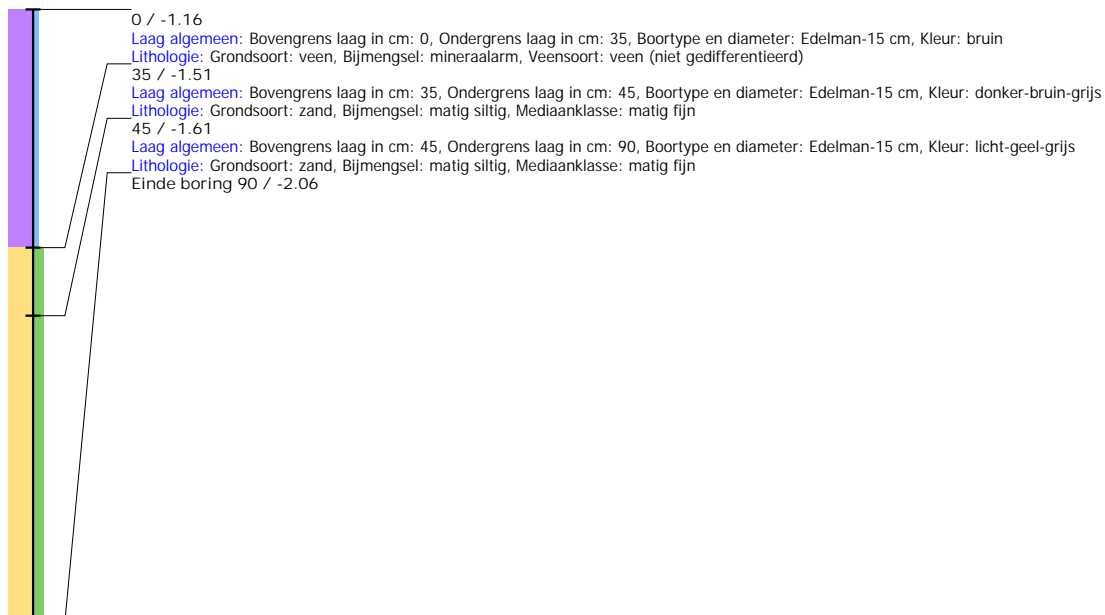 0 / -1.16
Laag algemeen: Bovengrens laag in cm: 0, Ondergrens laag in cm: 35, Boortype en diameter: Edelman-15 cm, Kleur: bruin
Lithologie: Grondsoort: veen, Bijmengsel: mineraalarm, Veensoort: veen (niet gedifferentieerd)
35 / -1.51
Laag algemeen: Bovengrens laag in cm: 35, Ondergrens laag in cm: 45, Boortype en diameter: Edelman-15 cm, Kleur: donker-bruin-grijs
Lithologie: Grondsoort: zand, Bijmengsel: matig siltig, Mediaanklasse: matig fijn
45 / -1.61
Laag algemeen: Bovengrens laag in cm: 45, Ondergrens laag in cm: 90, Boortype en diameter: Edelman-15 cm, Kleur: licht-geel-grijs
Lithologie: Grondsoort: zand, Bijmengsel: matig siltig, Mediaanklasse: matig fijn
Einde boring 90 / -2.06